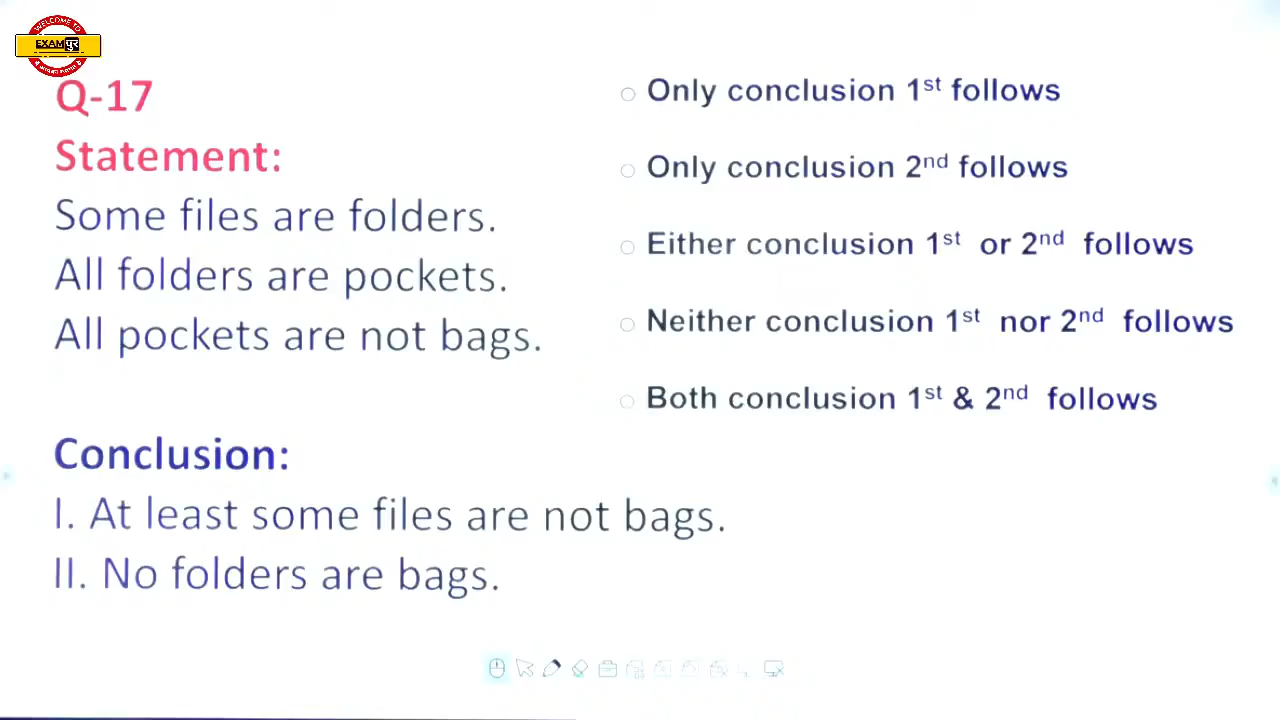 WELCOME TO
EXAM पुर
Q-17
Statement:
Some files are folders.
All folders are pockets.
All pockets are not bags.
Conclusion:
I. At least some files are not bags.
II. No folders are bags.
Only conclusion 1st follows
Only conclusion 2nd follows
Either conclusion 1st or 2nd follows
Neither conclusion 1st nor 2nd follows
Both conclusion 1st & 2nd follows